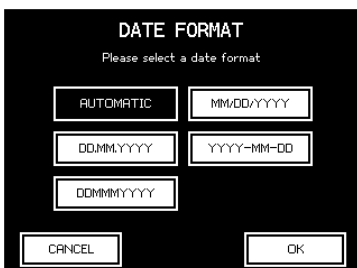 DATE FORMAT
Please select a date format
AUTOMATIC
MM/DD/YYYY
DD.MM.YYYY
YYYY-MM-DD
DDMMMYYYY
CANCEL
OK